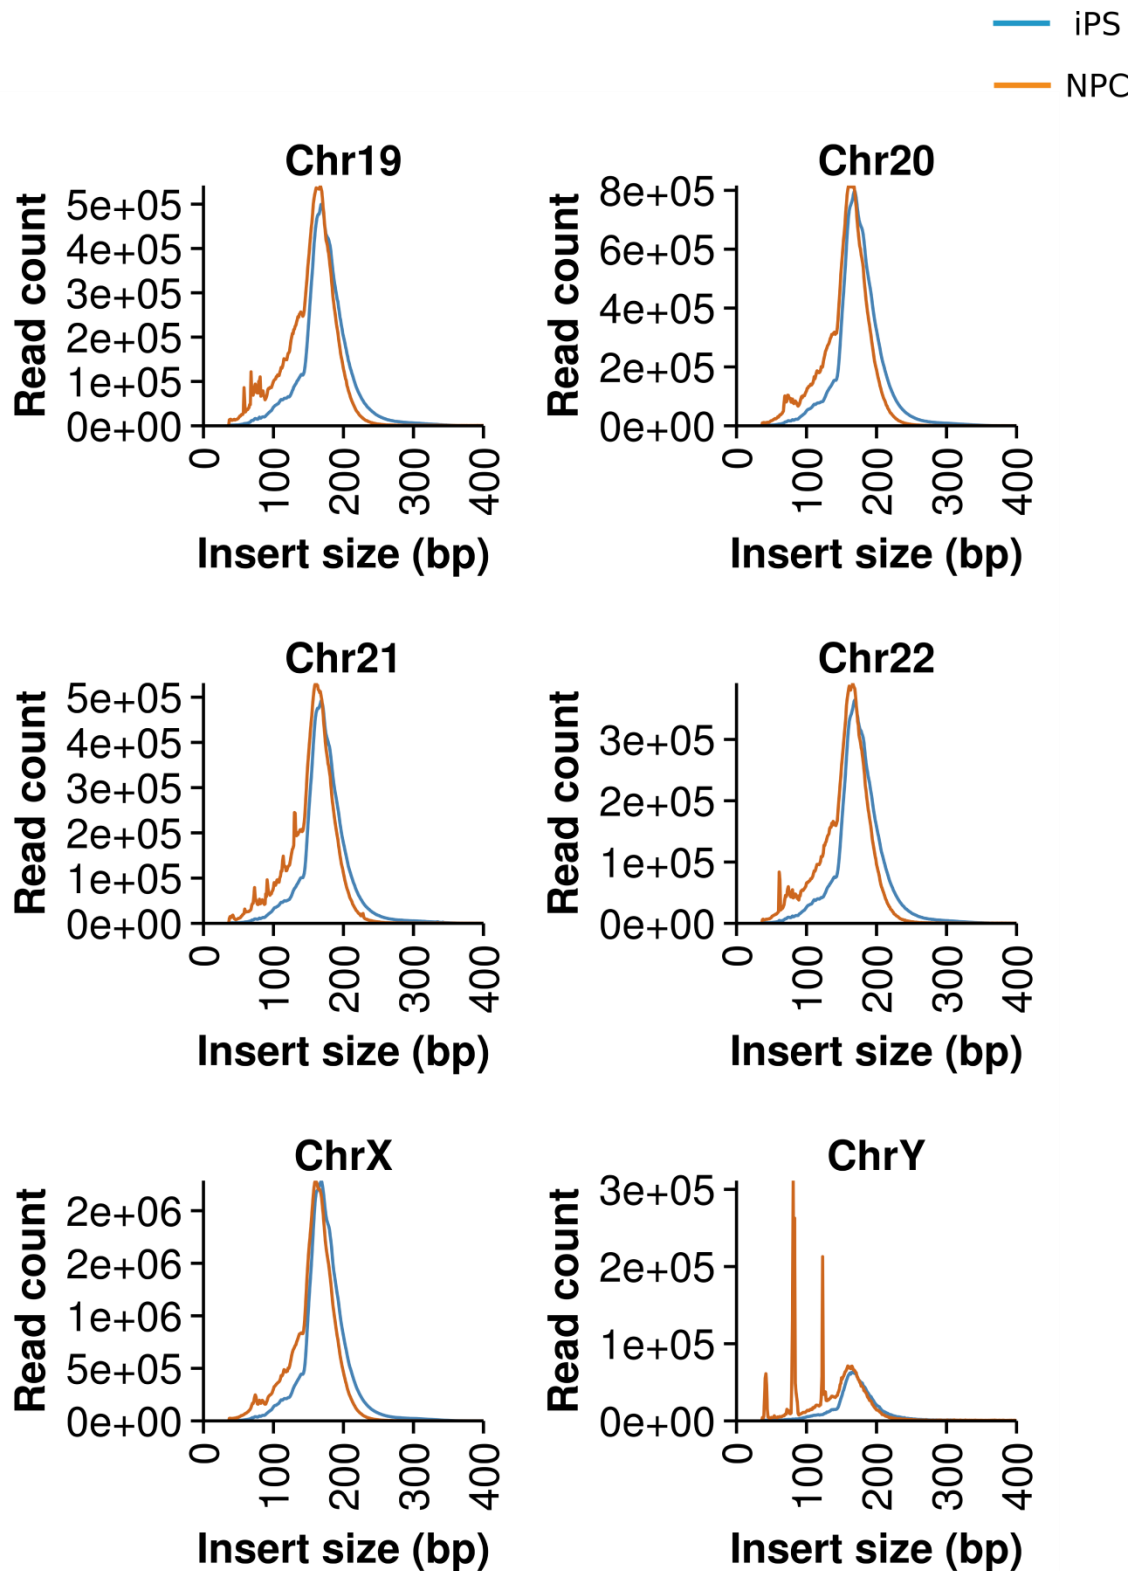 iPS
NPC
Chr19
Read count
5e+05
4e+05
3e+05
2e+05
1e+05
0e+00
0
100
200
300
400
Insert size (bp)
Chr20
Read count
8e+05
6e+05
4e+05
2e+05
0e+00
0
100
200
300
400
Insert size (bp)
Chr21
Read count
5e+05
4e+05
3e+05
2e+05
1e+05
0e+00
0
100
200
300
400
Insert size (bp)
Chr22
Read count
3e+05
2e+05
1e+05
0e+00
0
100
200
300
400
Insert size (bp)
ChrX
Read count
2e+06
2e+06
1e+06
5e+05
0e+00
0
100
200
300
400
Insert size (bp)
ChrY
Read count
3e+05
2e+05
1e+05
0e+00
0
100
200
300
400
Insert size (bp)